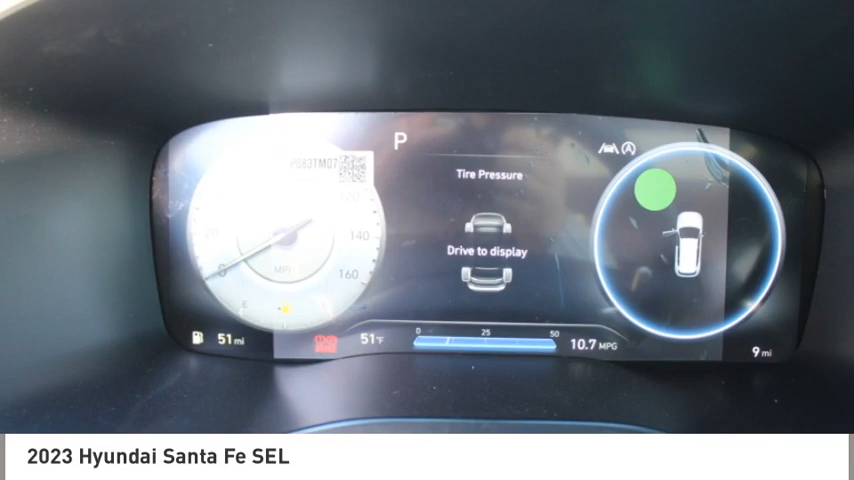 P
PG83TM07
Tire Pressure
120
20
140
Drive to display
0
MPH
160
E
0 25 50
51 mi
51°F
10.7 MPG
9 mi
2023 Hyundai Santa Fe SEL